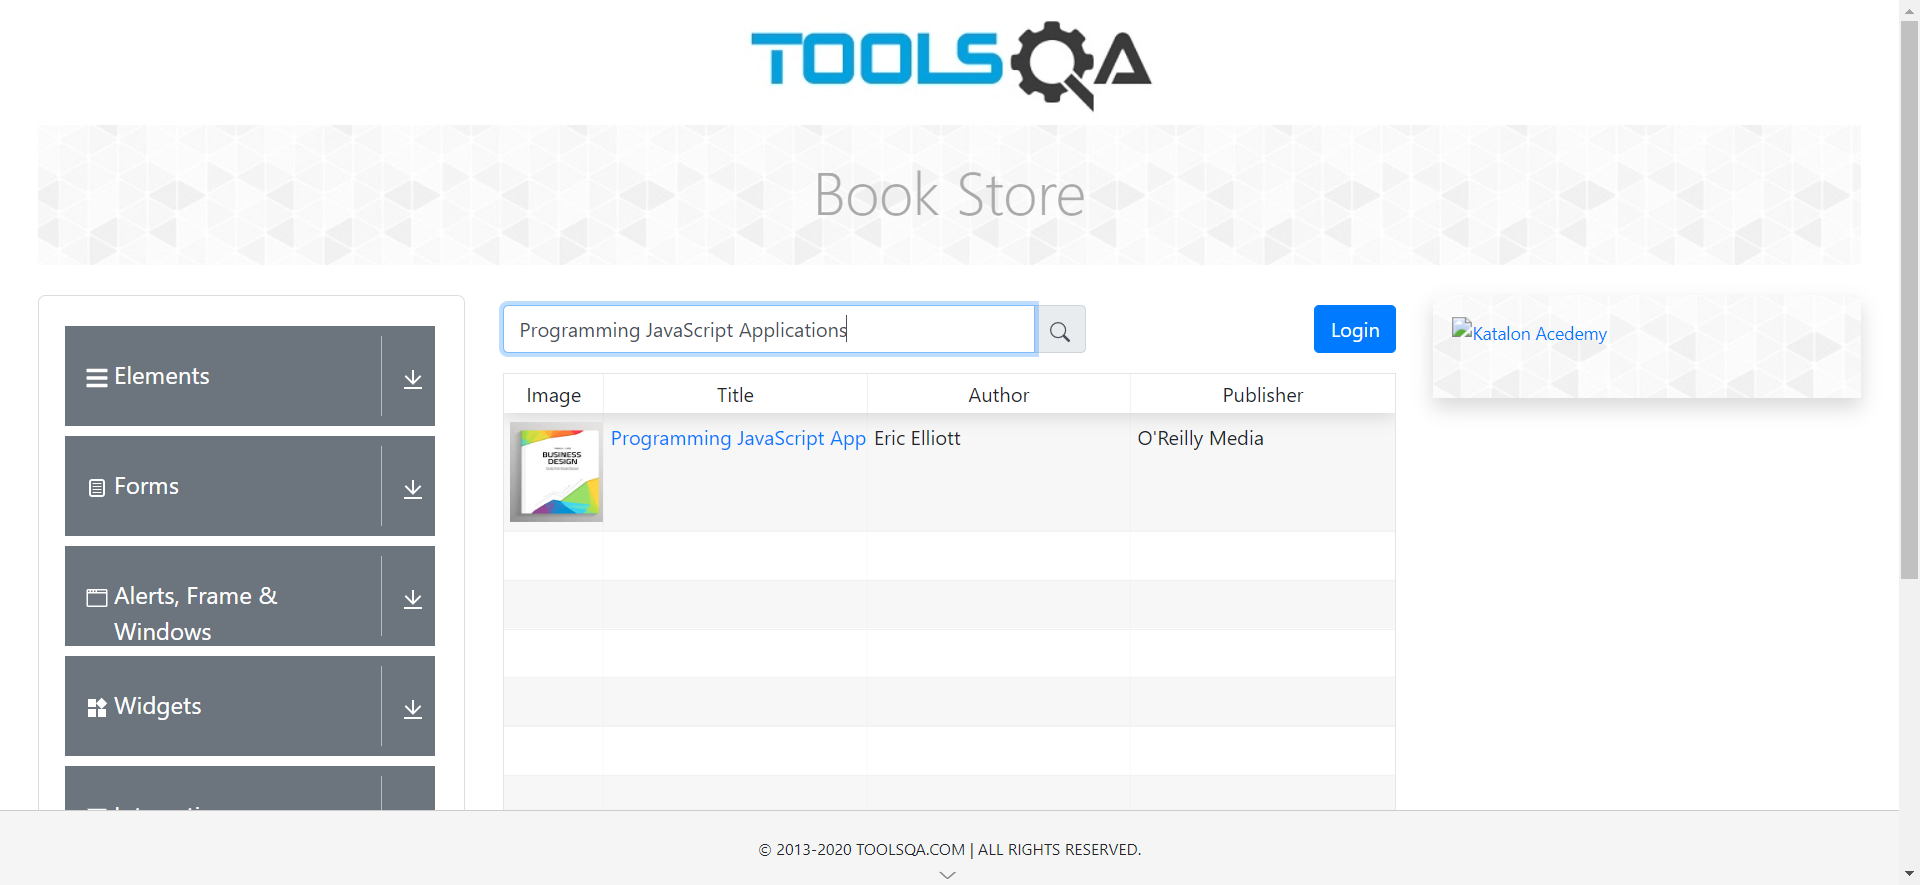 TOOLSQA
Book Store
Elements
Forms
Alerts, Frame &
Windows
Widgets
Programming JavaScript Applications
Login
Image Title Author Publisher
BUSINESS
DESIGN
Programming JavaScript App Eric Elliott O'Reilly Media
Katalon Acedemy
© 2013-2020 TOOLSQA.COM | ALL RIGHTS RESERVED.